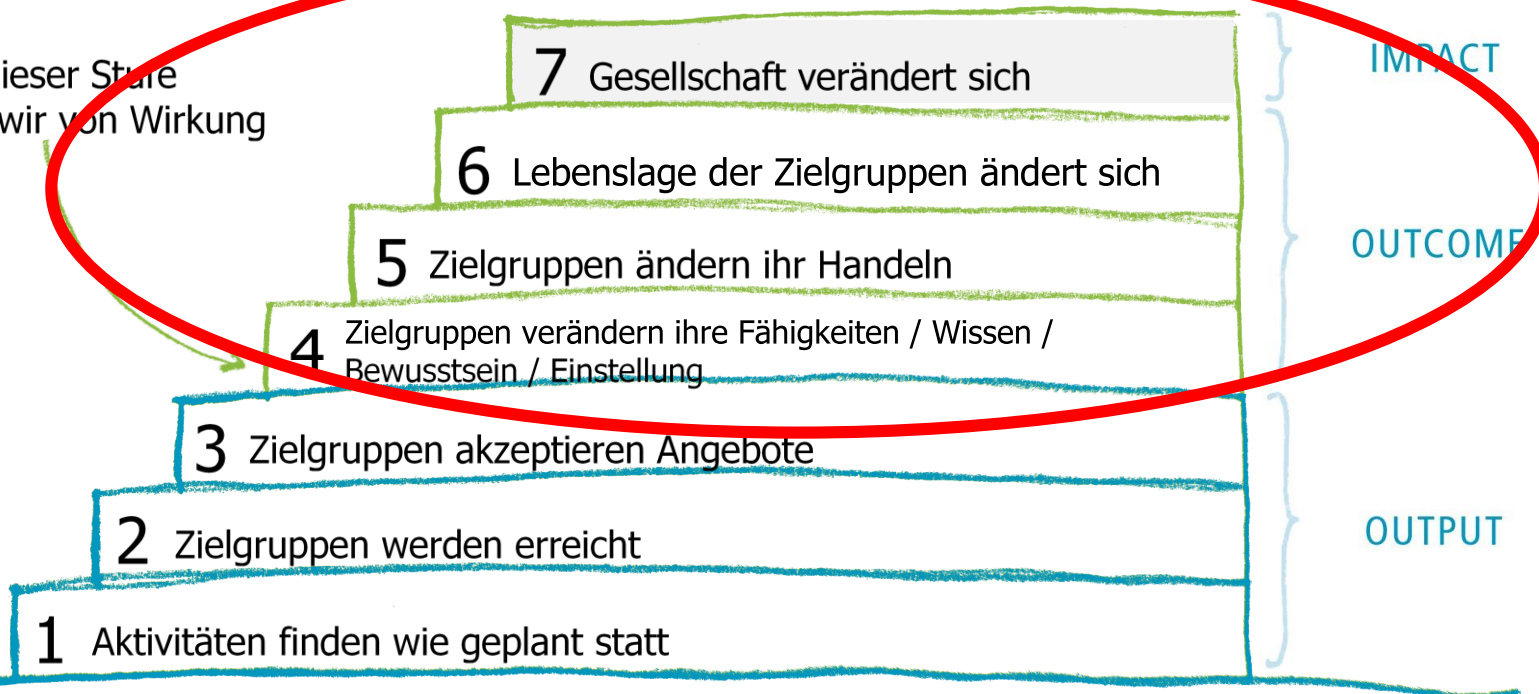 7 Gesellschaft verändert sich
IMPACT
ieser Stufe
wir von Wirkung
6 Lebenslage der Zielgruppen ändert sich
5 Zielgruppen ändern ihr Handeln
OUTCOME
4 Zielgruppen verändern ihre Fähigkeiten / Wissen /
Bewusstsein / Einstellung
3 Zielgruppen akzeptieren Angebote
2 Zielgruppen werden erreicht
OUTPUT
1 Aktivitäten finden wie geplant statt